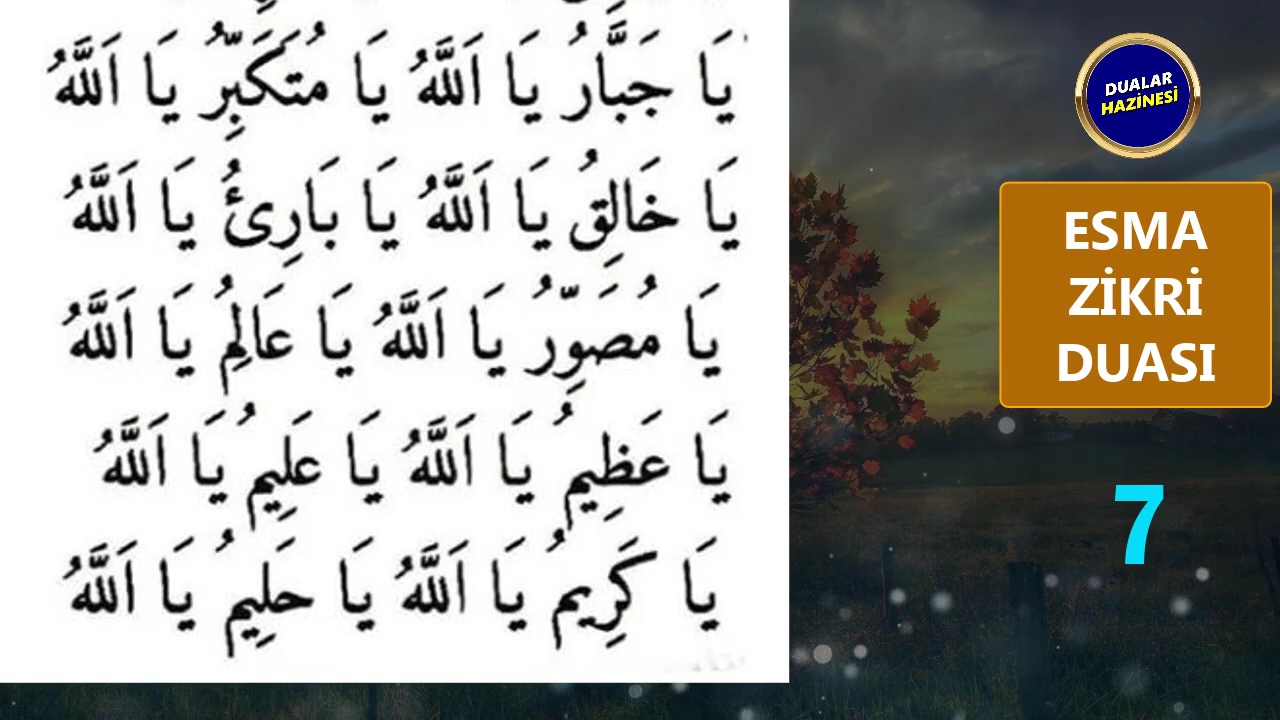 يَا جَبَّارُ يَا اَللّٰهُ يَا مُتَكَبِّرُ يَا اَللّٰهُ
يَا خَالِقُ يَا اَللّٰهُ يَا بَارِئُ يَا اَللّٰهُ
يَا مُصَوِّرُ يَا اَللّٰهُ يَا عَالِمُ يَا اَللّٰهُ
يَا عَظِيمُ يَا اَللّٰهُ يَا عَلِيمُ يَا اَللّٰهُ
يَا كَرِيمُ يَا اَللّٰهُ يَا حَلِيمُ يَا اَللّٰهُ
DUALAR
HAZİNESİ
ESMA
ZİKRİ
DUASI
7